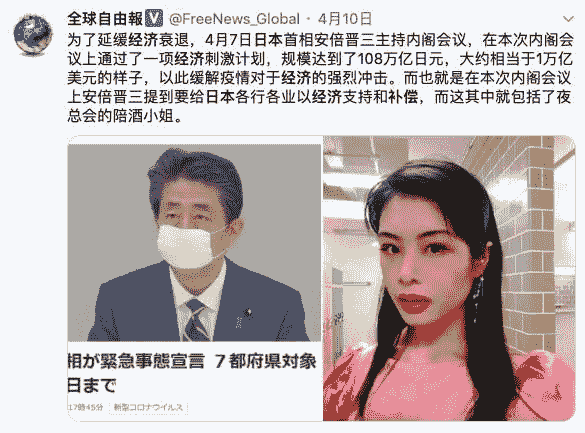 全球自由報 V @FreeNews_Global · 4月10日
为了延缓经济衰退，4月7日日本首相安倍晋三主持内阁会议，在本次内阁会
议上通过了一项经济刺激计划，规模达到了108万亿日元，大约相当于1万亿
美元的样子，以此缓解疫情对于经济的强烈冲击。而也就是在本次内阁会议
上安倍晋三提到要给日本各行各业以经济支持和补偿，而这其中就包括了夜
总会的陪酒小姐。
相が緊急事態宣言 ７都府県対象
日まで
17時45分 新型コロナウイルス